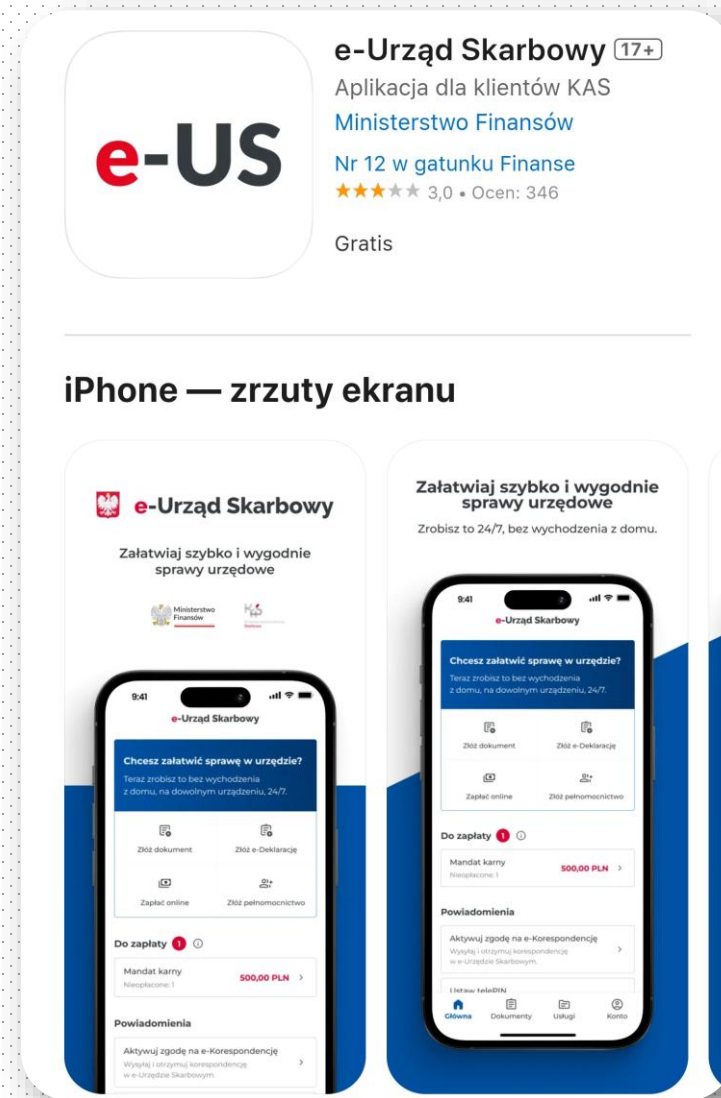 e-US
e-Urząd Skarbowy 17+
Aplikacja dla klientów KAS
Ministerstwo Finansów
Nr 12 w gatunku Finanse
★★★★★ 3,0 • Ocen: 346
Gratis
iPhone — zrzuty ekranu
e-Urząd Skarbowy
Załatwiaj szybko i wygodnie
sprawy urzędowe
Ministerstwo
Finansów
KAS
9:41
e-Urząd Skarbowy
Chcesz załatwić sprawę w urzędzie?
Teraz zrobisz to bez wychodzenia
z domu, na dowolnym urządzeniu, 24/7.
Złóż dokument
Złóż e-Deklarację
Zapłać online
Złóż pełnomocnictwo
Do zapłaty 1
Mandat karny
Nieopłacone: 1
500,00 PLN
Powiadomienia
Aktywuj zgodę na e-Korespondencję
Wysyłaj i otrzymuj korespondencję
w e-Urzędzie Skarbowym.
Załatwiaj szybko i wygodnie
sprawy urzędowe
Zrobisz to 24/7, bez wychodzenia z domu.
9:41
e-Urząd Skarbowy
Chcesz załatwić sprawę w urzędzie?
Teraz zrobisz to bez wychodzenia
z domu, na dowolnym urządzeniu, 24/7.
Złóż dokument
Złóż e-Deklarację
Zapłać online
Złóż pełnomocnictwo
Do zapłaty 1
Mandat karny
Nieopłacone: 1
500,00 PLN
Powiadomienia
Aktywuj zgodę na e-Korespondencję
Wysyłaj i otrzymuj korespondencję
w e-Urzędzie Skarbowym.
Ustaw telePIN
Główna
Dokumenty
Usługi
Konto